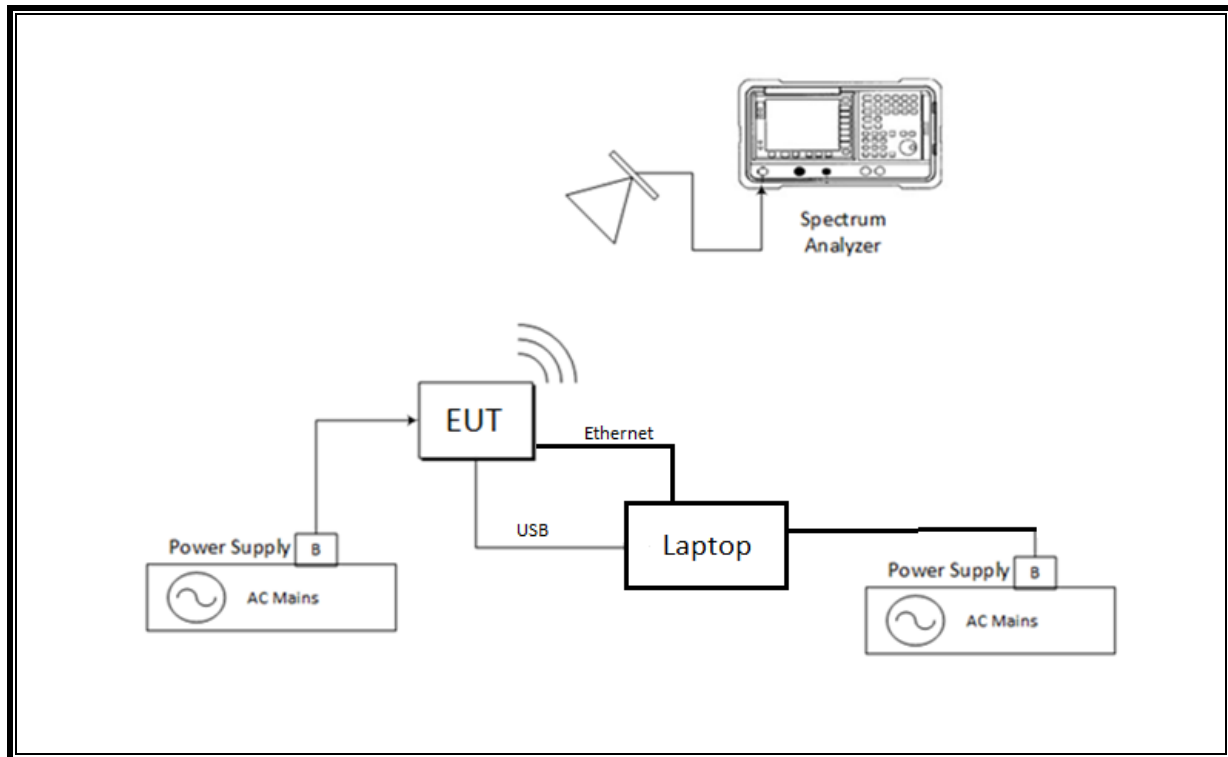 Spectrum
Analyzer
EUT
Ethernet
USB
Laptop
Power Supply B
AC Mains
Power Supply B
AC Mains